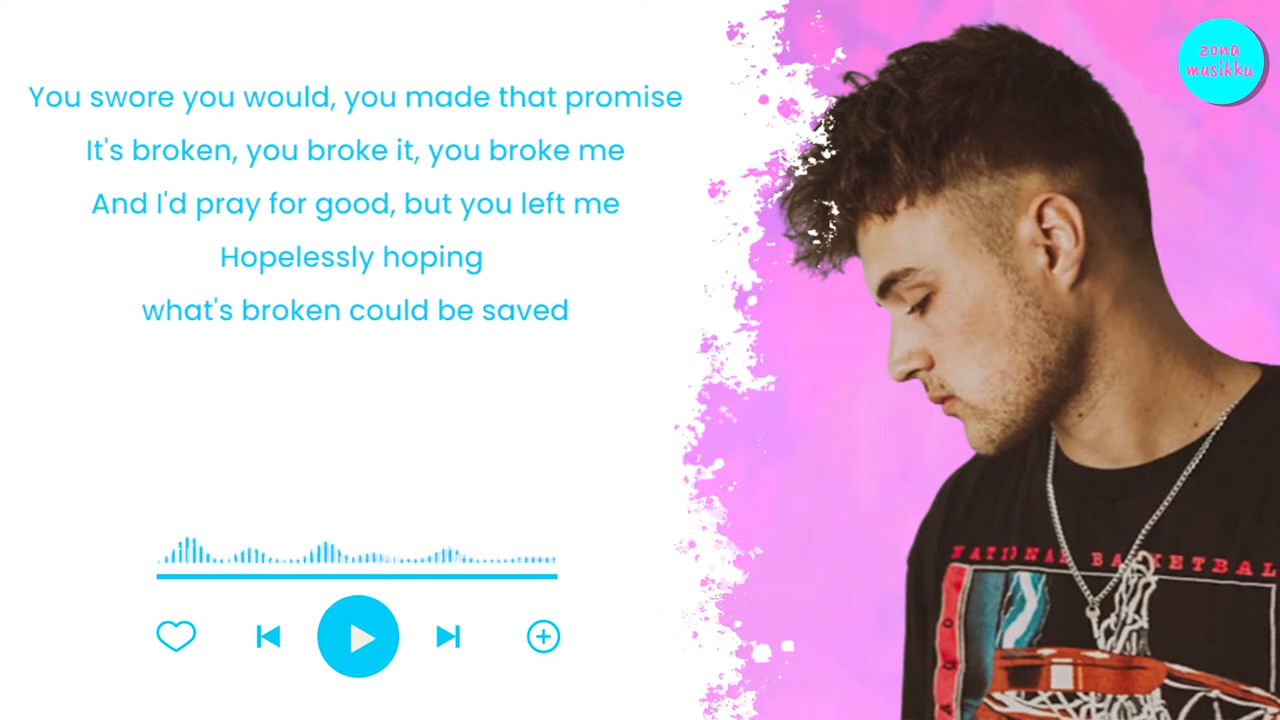 You swore you would, you made that promise
It's broken, you broke it, you broke me
And I'd pray for good, but you left me
Hopelessly hoping
what's broken could be saved
zona
musikku
NATIONAL BASKETBAL